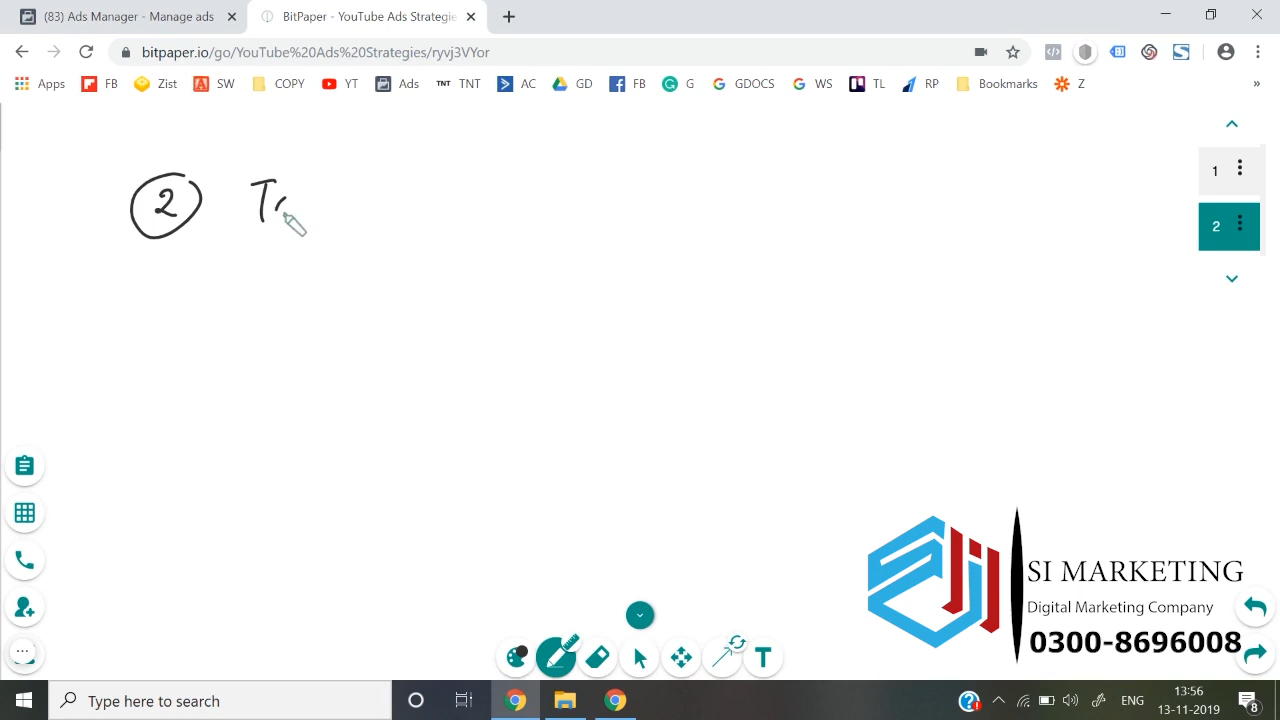 (83) Ads Manager - Manage ads
BitPaper - YouTube Ads Strategie
bitpaper.io/go/YouTube%20Ads%20Strategies/ryvj3VYor
Apps FB Zist SW COPY YT Ads TNT TNT AC GD FB G GDOCS WS TL RP Bookmarks Z »
2
1
2
T
SI MARKETING
Digital Marketing Company
0300-8696008
Type here to search
ENG
13:56
13-11-2019
8